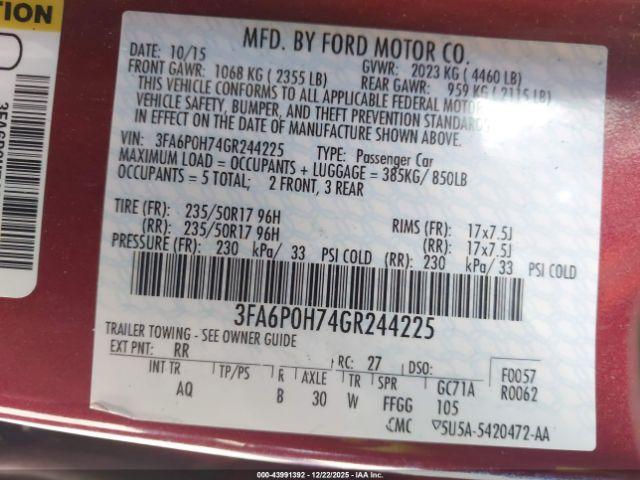 CTION
MFD. BY FORD MOTOR CO.
DATE: 10/15 GVWR: 2023 KG (4460 LB)
FRONT GAWR: 1068 KG (2355 LB) REAR GAWR: 959 KG (2115 LB)
THIS VEHICLE CONFORMS TO ALL APPLICABLE FEDERAL MOTOR
VEHICLE SAFETY, BUMPER, AND THEFT PREVENTION STANDARDS
IN EFFECT ON THE DATE OF MANUFACTURE SHOWN ABOVE.
VIN: 3FA6P0H74GR244225 TYPE: Passenger Car
MAXIMUM LOAD = OCCUPANTS + LUGGAGE = 385KG/ 850LB
OCCUPANTS = 5 TOTAL; 2 FRONT, 3 REAR
TIRE (FR): 235/50R17 96H RIMS (FR): 17x7.5J
(RR): 235/50R17 96H (RR): 17x7.5J
PRESSURE (FR): 230 kPa/ 33 PSI COLD (RR): 230 kPa/ 33 PSI COLD
3FA6P0H74GR244225
TRAILER TOWING - SEE OWNER GUIDE
EXT PNT: RR RC: 27 DSO: F0057
INT TR TP/PS R AXLE TR SPR GC71A R0062
AQ B 30 W FFGG 105
CMC ▽5U5A-5420472-AA
000-43991392 12/22/2025 - IAA Inc.